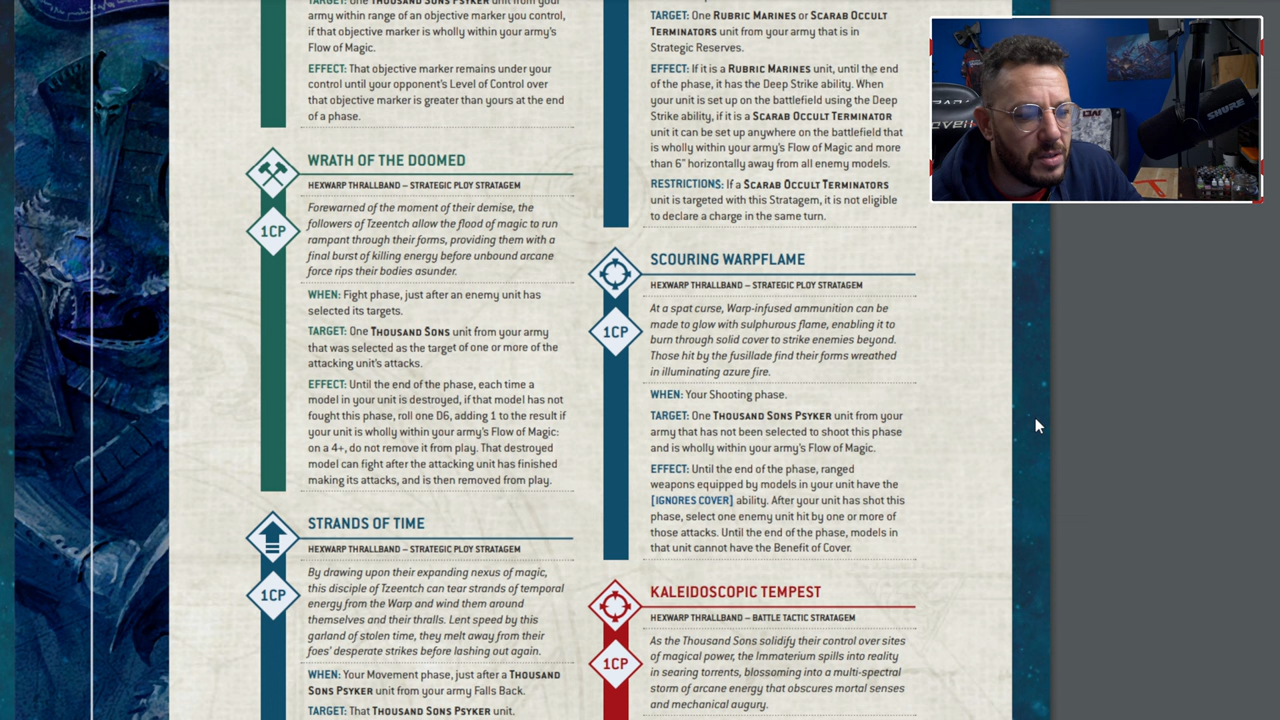 TARGET: One THOUSAND SONS PSYKER unit from your
army within range of an objective marker you control,
if that objective marker is wholly within your army's
Flow of Magic.
EFFECT: That objective marker remains under your
control until your opponent's Level of Control over
that objective marker is greater than yours at the end
of a phase.
WRATH OF THE DOOMED
HEXWARP THRALLBAND – STRATEGIC PLOY STRATAGEM
1CP
Forewarned of the moment of their demise, the
followers of Tzeentch allow the flood of magic to run
rampant through their forms, providing them with a
final burst of killing energy before unbound arcane
force rips their bodies asunder.
WHEN: Fight phase, just after an enemy unit has
selected its targets.
TARGET: One THOUSAND SONS unit from your army
that was selected as the target of one or more of the
attacking unit's attacks.
EFFECT: Until the end of the phase, each time a
model in your unit is destroyed, if that model has not
fought this phase, roll one D6, adding 1 to the result if
your unit is wholly within your army's Flow of Magic:
on a 4+, do not remove it from play. That destroyed
model can fight after the attacking unit has finished
making its attacks, and is then removed from play.
STRANDS OF TIME
HEXWARP THRALLBAND – STRATEGIC PLOY STRATAGEM
1CP
By drawing upon their expanding nexus of magic,
this disciple of Tzeentch can tear strands of temporal
energy from the Warp and wind them around
themselves and their thralls. Lent speed by this
garland of stolen time, they melt away from their
foes' desperate strikes before lashing out again.
WHEN: Your Movement phase, just after a THOUSAND
SONS PSYKER unit from your army Falls Back.
TARGET: That THOUSAND SONS PSYKER unit.
TARGET: One RUBRIC MARINES or SCARAB OCCULT
TERMINATORS unit from your army that is in
Strategic Reserves.
EFFECT: If it is a RUBRIC MARINES unit, until the end
of the phase, it has the Deep Strike ability. When
your unit is set up on the battlefield using the Deep
Strike ability, if it is a SCARAB OCCULT TERMINATOR
unit it can be set up anywhere on the battlefield that
is wholly within your army's Flow of Magic and more
than 6" horizontally away from all enemy models.
RESTRICTIONS: If a SCARAB OCCULT TERMINATORS
unit is targeted with this Stratagem, it is not eligible
to declare a charge in the same turn.
SCOURING WARPFLAME
HEXWARP THRALLBAND – STRATEGIC PLOY STRATAGEM
1CP
At a spat curse, Warp-infused ammunition can be
made to glow with sulphurous flame, enabling it to
burn through solid cover to strike enemies beyond.
Those hit by the fusillade find their forms wreathed
in illuminating azure fire.
WHEN: Your Shooting phase.
TARGET: One THOUSAND SONS PSYKER unit from your
army that has not been selected to shoot this phase
and is wholly within your army's Flow of Magic.
EFFECT: Until the end of the phase, ranged
weapons equipped by models in your unit have the
[IGNORES COVER] ability. After your unit has shot this
phase, select one enemy unit hit by one or more of
those attacks. Until the end of the phase, models in
that unit cannot have the Benefit of Cover.
KALEIDOSCOPIC TEMPEST
HEXWARP THRALLBAND – BATTLE TACTIC STRATAGEM
1CP
As the Thousand Sons solidify their control over sites
of magical power, the Immaterium spills into reality
in searing torrents, blossoming into a multi-spectral
storm of arcane energy that obscures mortal senses
and mechanical augury.
SHURE